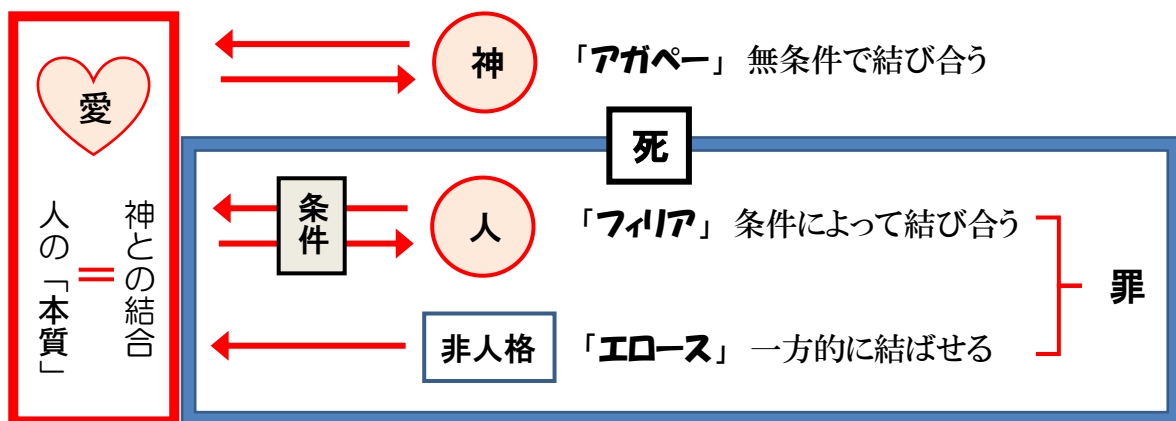 愛
神との結合
=
人の「本質」
神
「アガペー」 無条件で結び合う
死
条件
人
「フィリア」 条件によって結び合う
罪
非人格
「エロース」 一方的に結ばせる